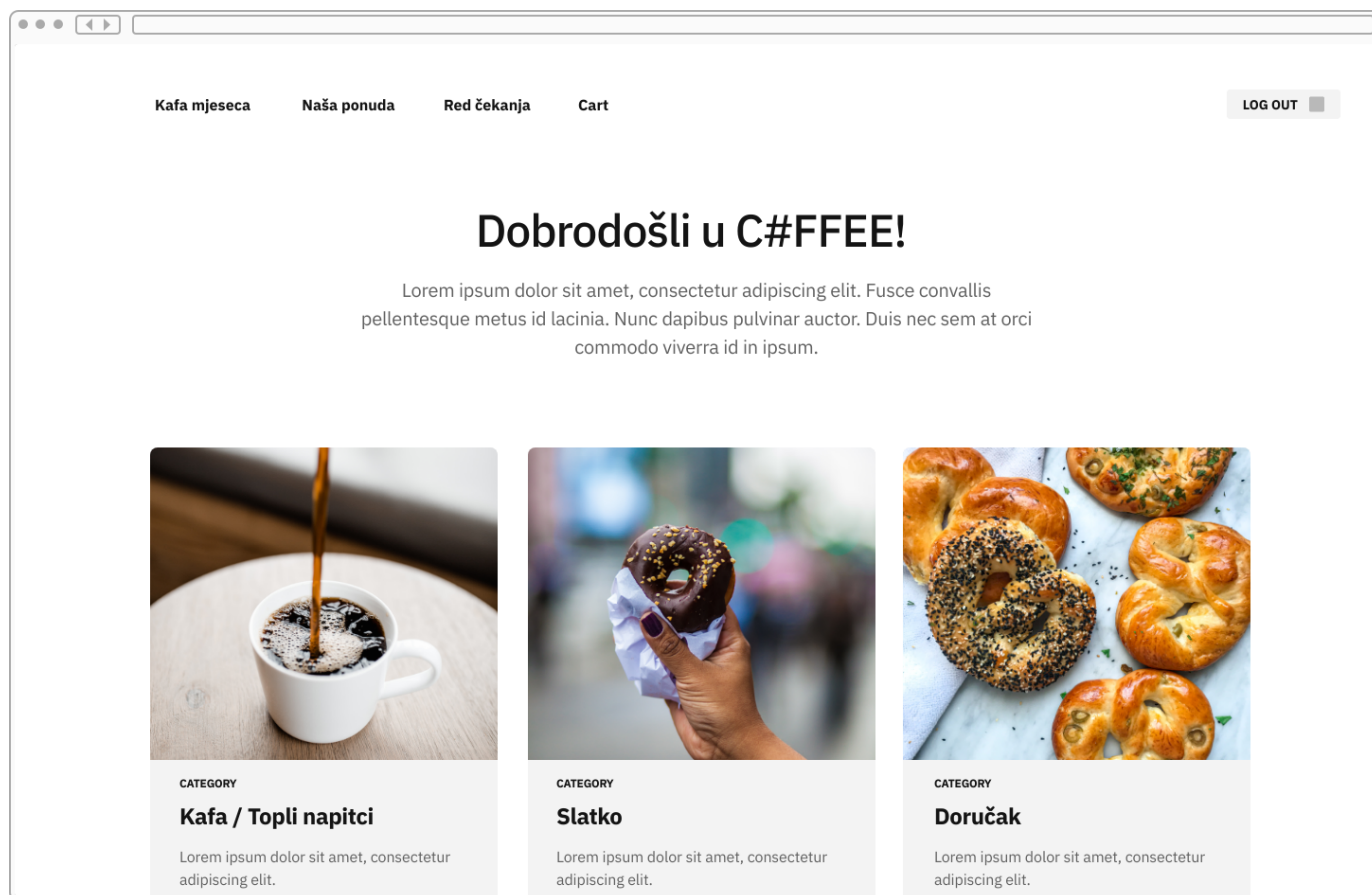 Kafa mjeseca Naša ponuda Red čekanja Cart LOG OUT
Dobrodošli u C#FFEE!
Lorem ipsum dolor sit amet, consectetur adipiscing elit. Fusce convallis
pellentesque metus id lacinia. Nunc dapibus pulvinar auctor. Duis nec sem at orci
commodo viverra id in ipsum.
CATEGORY
Kafa / Topli napitci
Lorem ipsum dolor sit amet, consectetur
adipiscing elit.
CATEGORY
Slatko
Lorem ipsum dolor sit amet, consectetur
adipiscing elit.
CATEGORY
Doručak
Lorem ipsum dolor sit amet, consectetur
adipiscing elit.